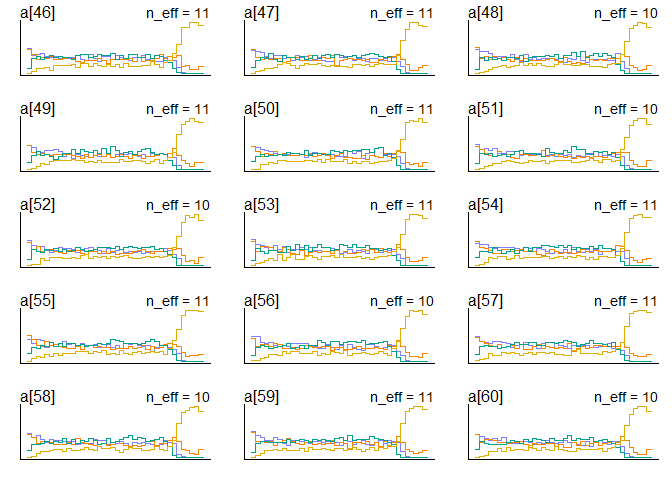 a[46] n_eff = 11 a[47] n_eff = 11 a[48] n_eff = 10
a[49] n_eff = 11 a[50] n_eff = 11 a[51] n_eff = 10
a[52] n_eff = 10 a[53] n_eff = 11 a[54] n_eff = 11
a[55] n_eff = 11 a[56] n_eff = 10 a[57] n_eff = 11
a[58] n_eff = 10 a[59] n_eff = 11 a[60] n_eff = 10